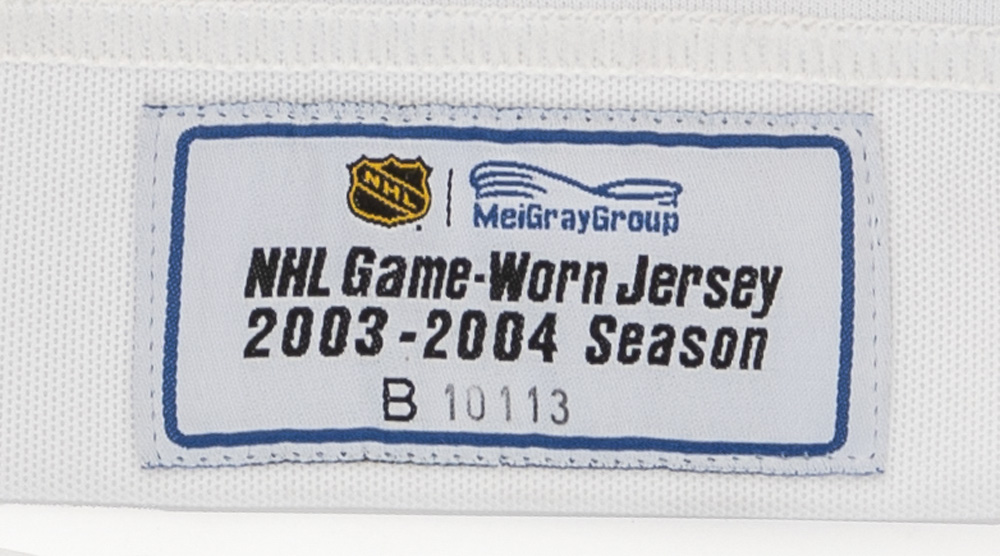 NHL
MeiGrayGroup
NHL Game-Worn Jersey
2003-2004 Season
B 10113